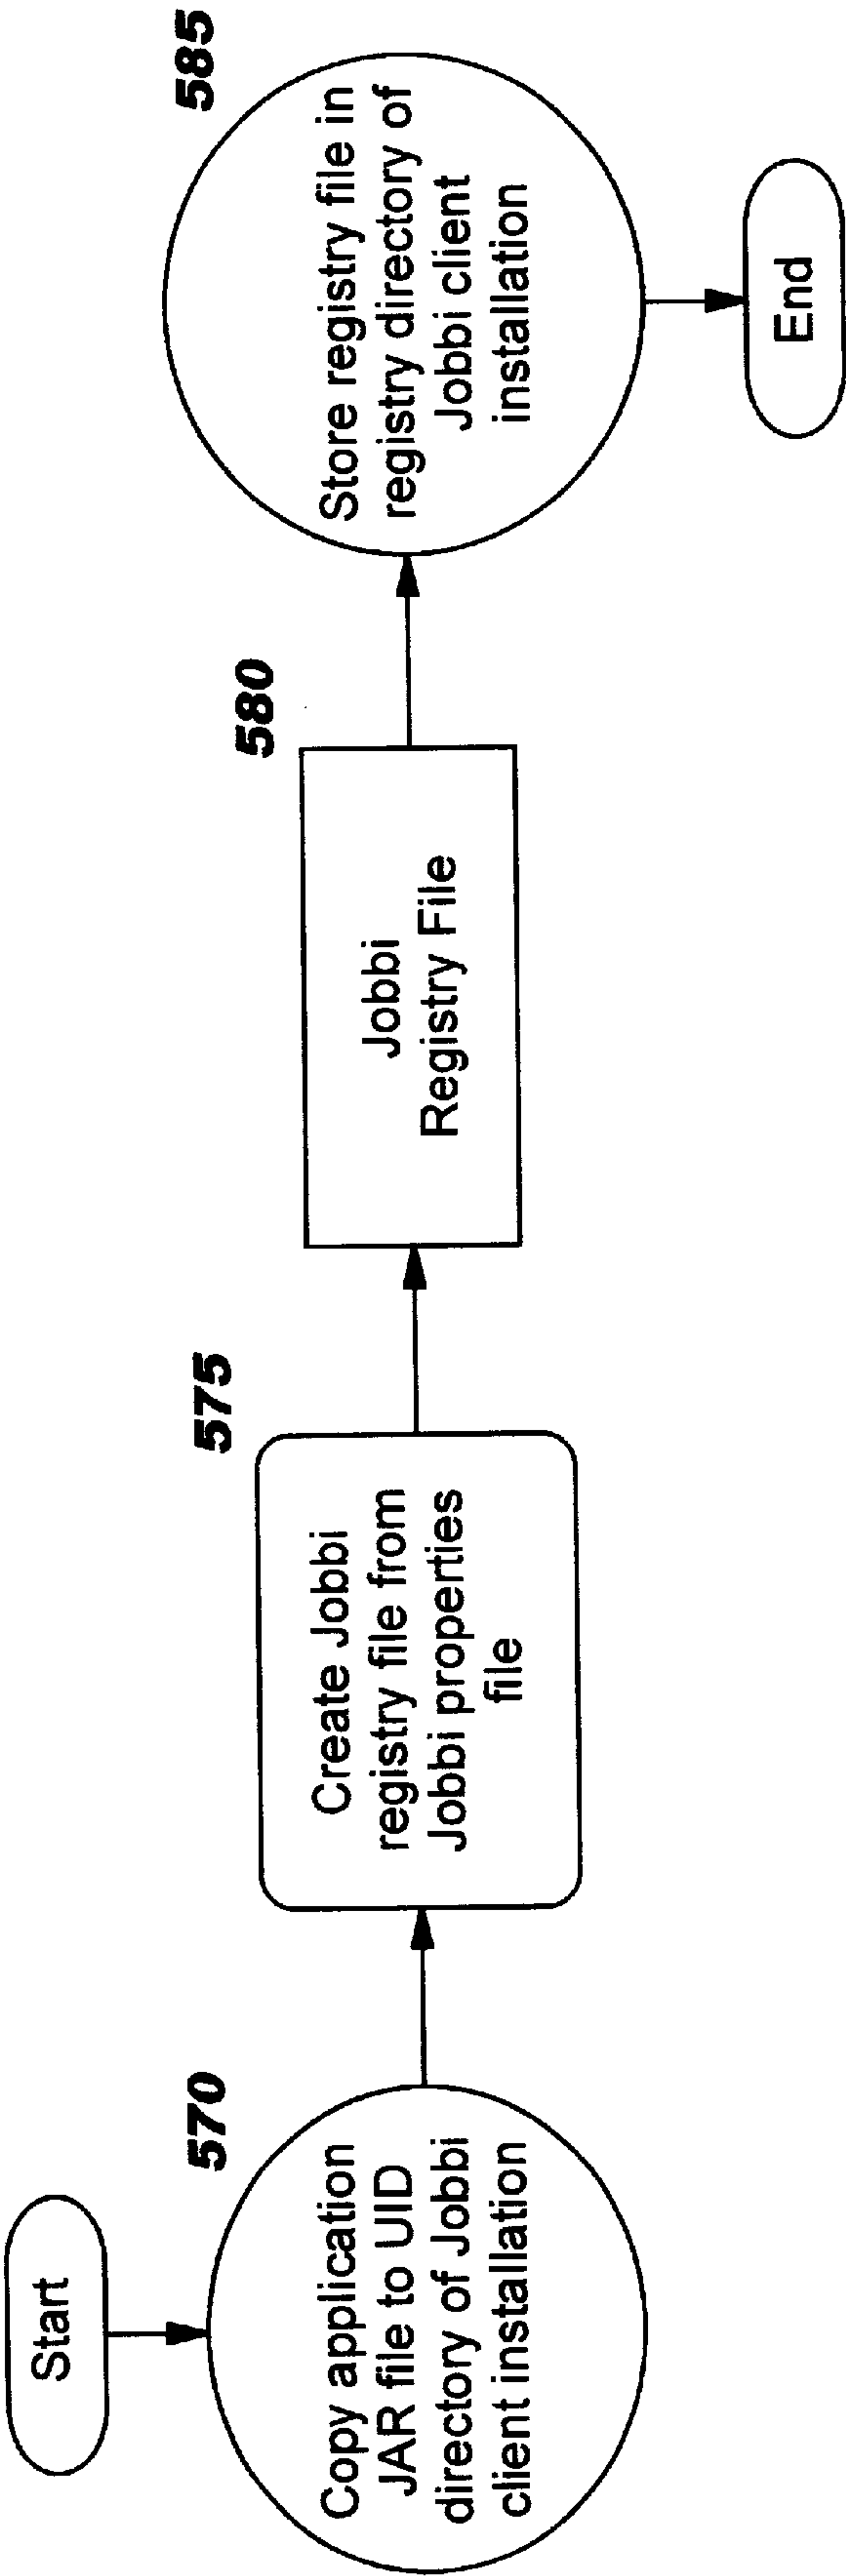 Start
570
Copy application
JAR file to UID
directory of Jobbi
client installation
575
Create Jobbi
registry file from
Jobbi properties
file
580
Jobbi
Registry File
585
Store registry file in
registry directory of
Jobbi client
installation
End